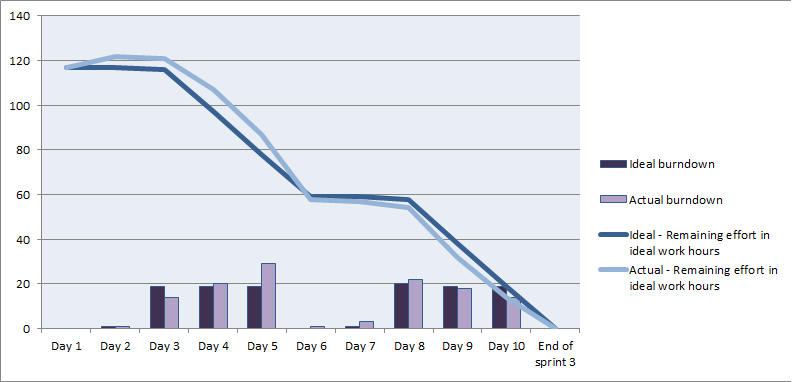 140
120
100
80
60
40
20
0
Day 1 Day 2 Day 3 Day 4 Day 5 Day 6 Day 7 Day 8 Day 9 Day 10 End of
sprint 3
Ideal burndown
Actual burndown
Ideal - Remaining effort in
ideal work hours
Actual - Remaining effort in
ideal work hours